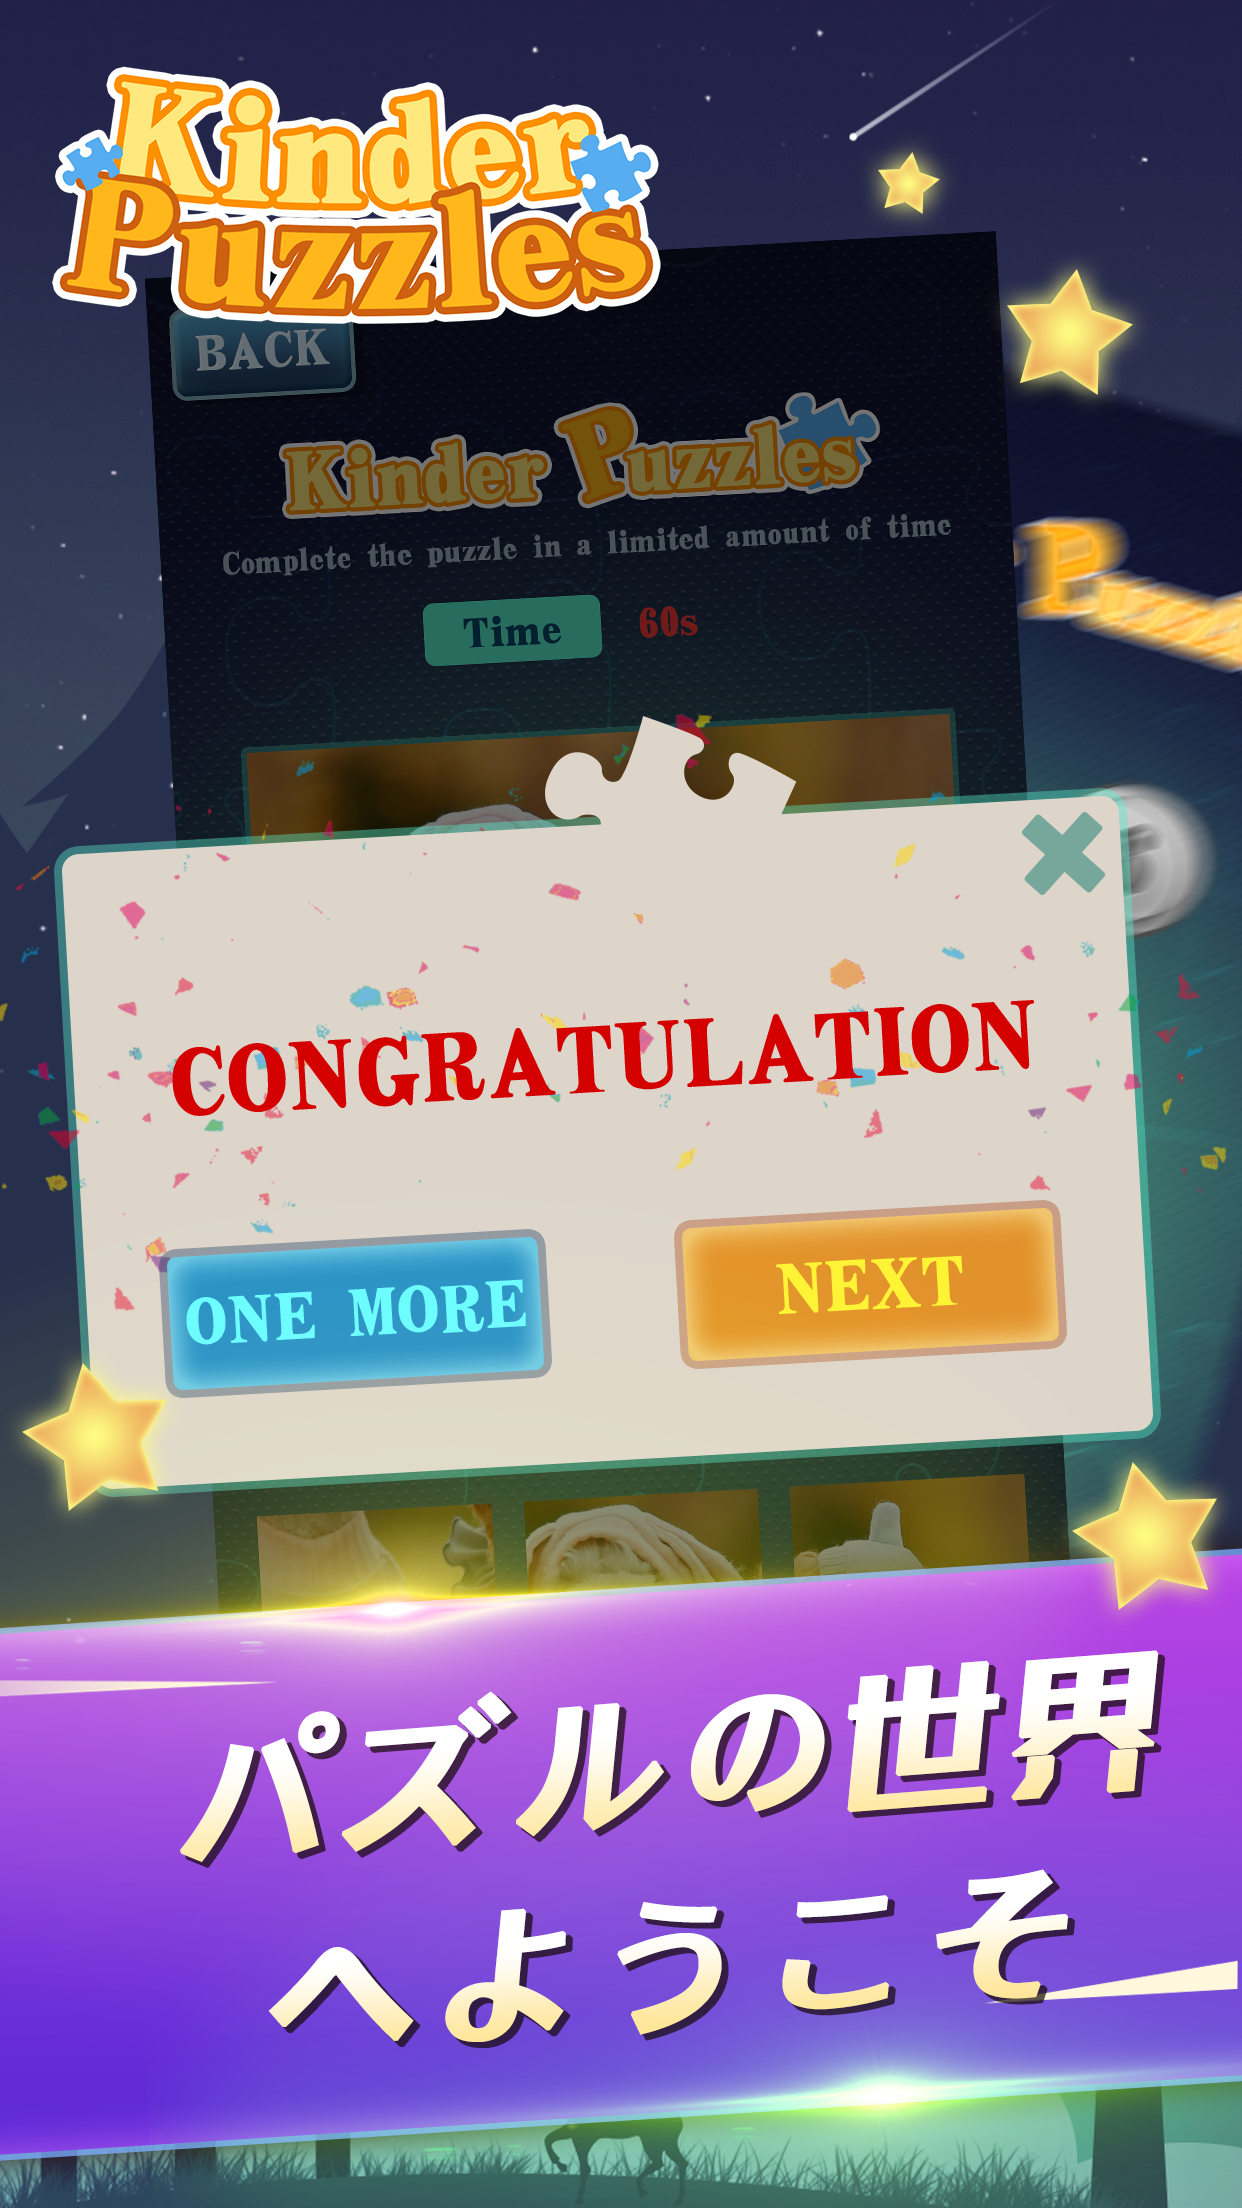 Kinder
Puzzles
BACK
Kinder Puzzles
Complete the puzzle in a limited amount of time
Time 60s
CONGRATULATION
ONE MORE NEXT
パズルの世界
へようこそ